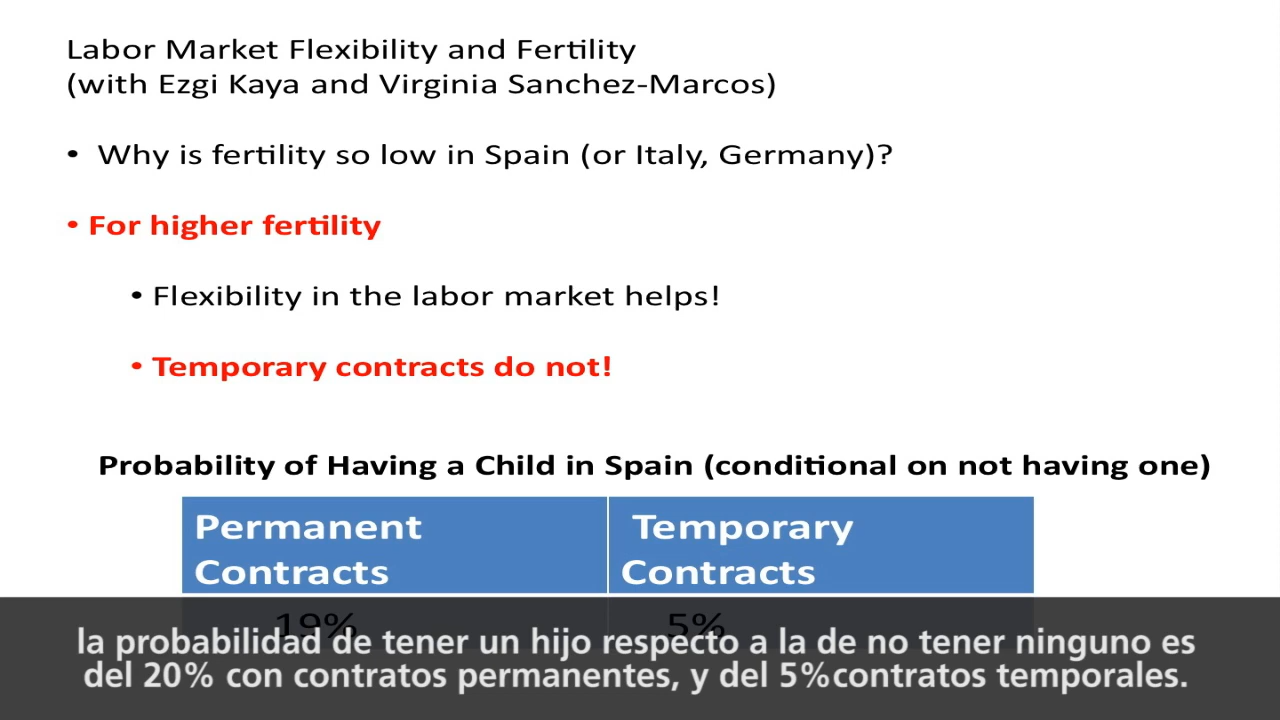 Labor Market Flexibility and Fertility
(with Ezgi Kaya and Virginia Sanchez-Marcos)
• Why is fertility so low in Spain (or Italy, Germany)?
• For higher fertility
• Flexibility in the labor market helps!
• Temporary contracts do not!
Probability of Having a Child in Spain (conditional on not having one)
Permanent Contracts
Temporary Contracts
19%
5%
la probabilidad de tener un hijo respecto a la de no tener ninguno es
del 20% con contratos permanentes, y del 5%contratos temporales.